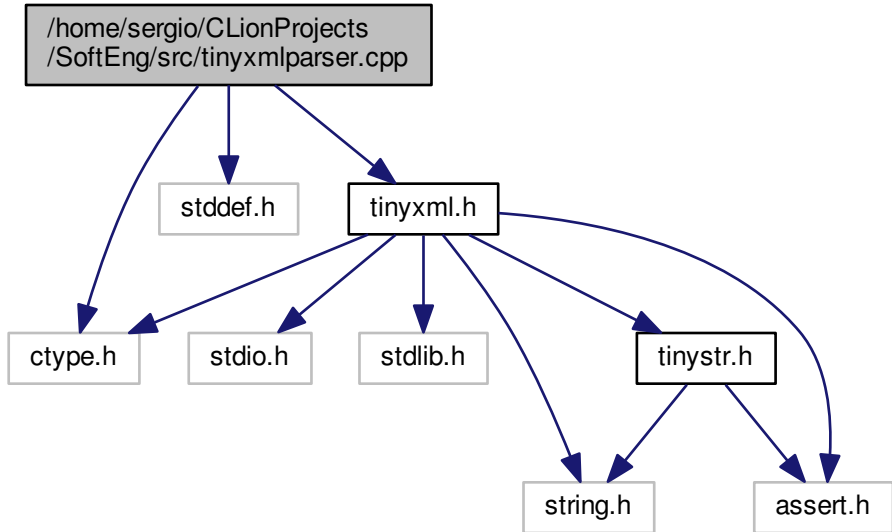 /home/sergio/CLionProjects
/SoftEng/src/tinyxmlparser.cpp
stddef.h
tinyxml.h
ctype.h
stdio.h
stdlib.h
tinystr.h
string.h
assert.h